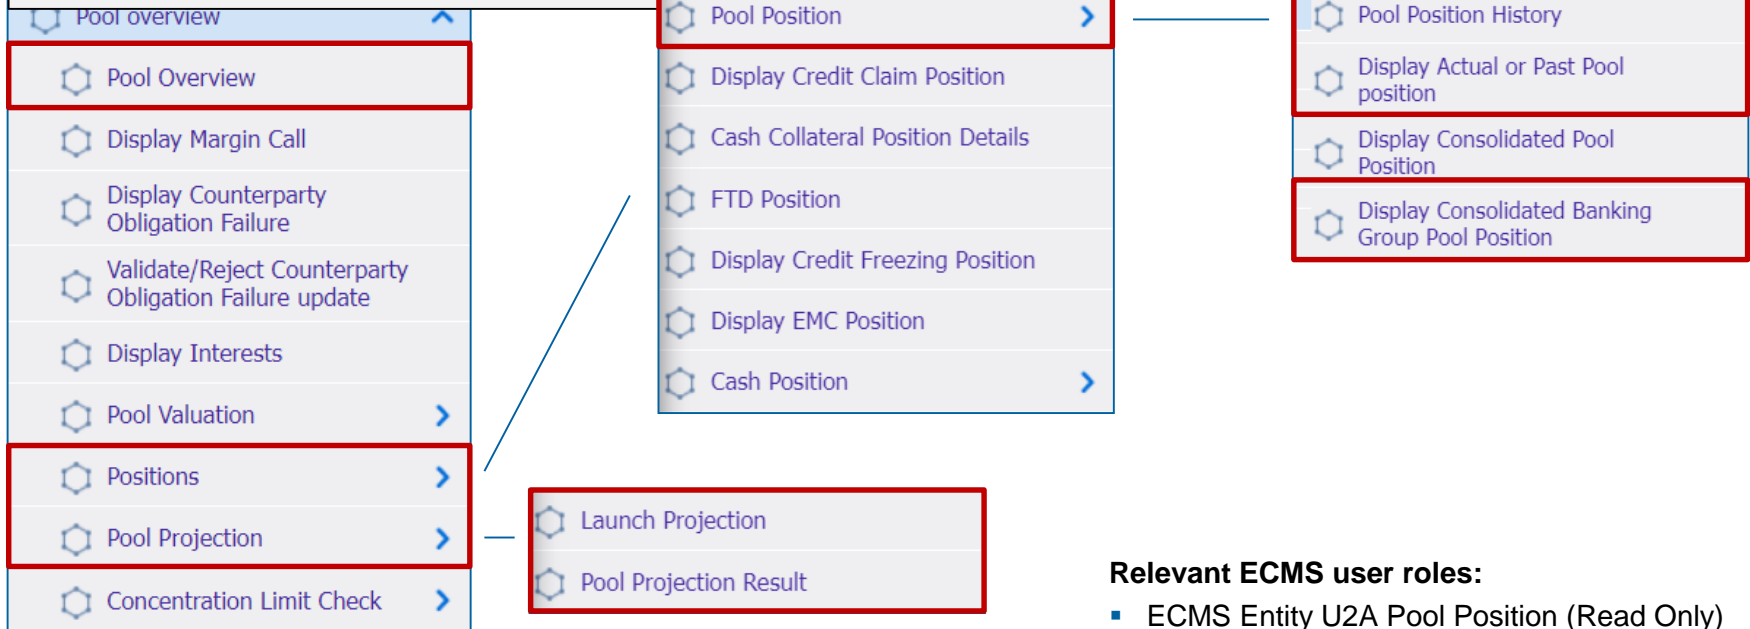 Pool overview
Pool Overview
Display Margin Call
Display Counterparty
Obligation Failure
Validate/Reject Counterparty
Obligation Failure update
Display Interests
Pool Valuation
Positions
Pool Projection
Concentration Limit Check
Pool Position
Display Credit Claim Position
Cash Collateral Position Details
FTD Position
Display Credit Freezing Position
Display EMC Position
Cash Position
Pool Position History
Display Actual or Past Pool
position
Display Consolidated Pool
Position
Display Consolidated Banking
Group Pool Position
Launch Projection
Pool Projection Result
Relevant ECMS user roles:
▪ ECMS Entity U2A Pool Position (Read Only)